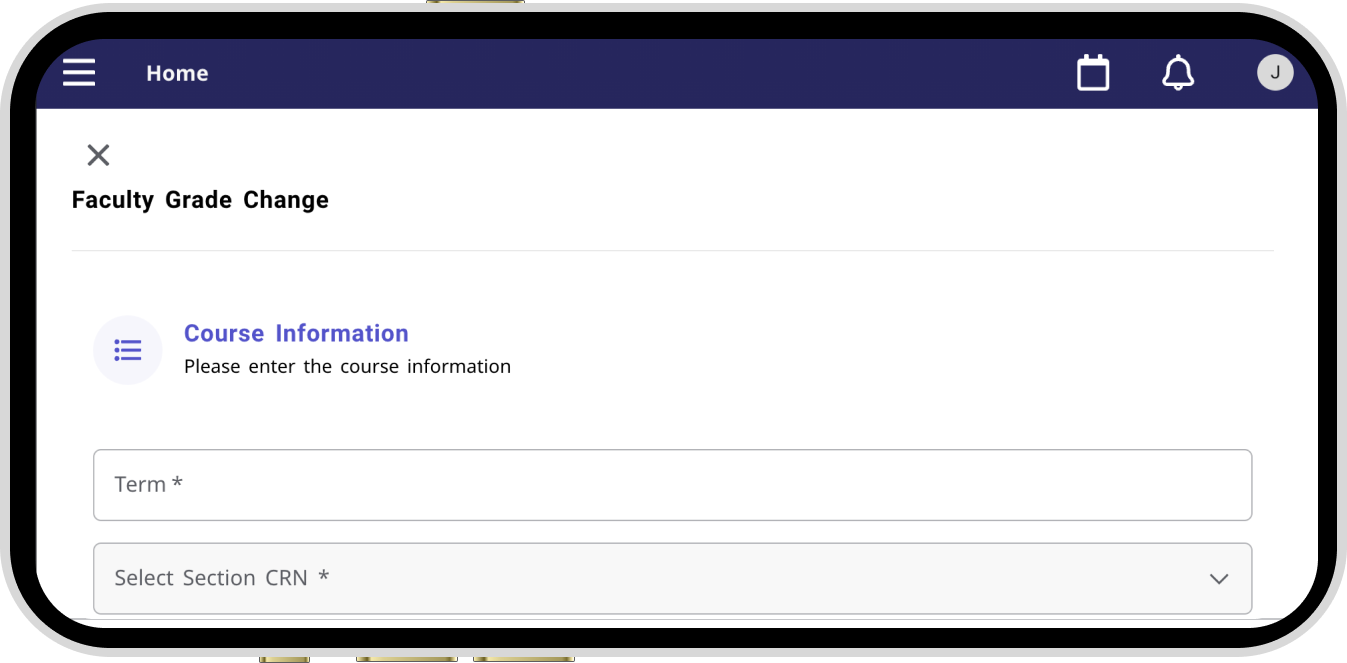 Home
J
Faculty Grade Change
Course Information
Please enter the course information
Term *
Select Section CRN *